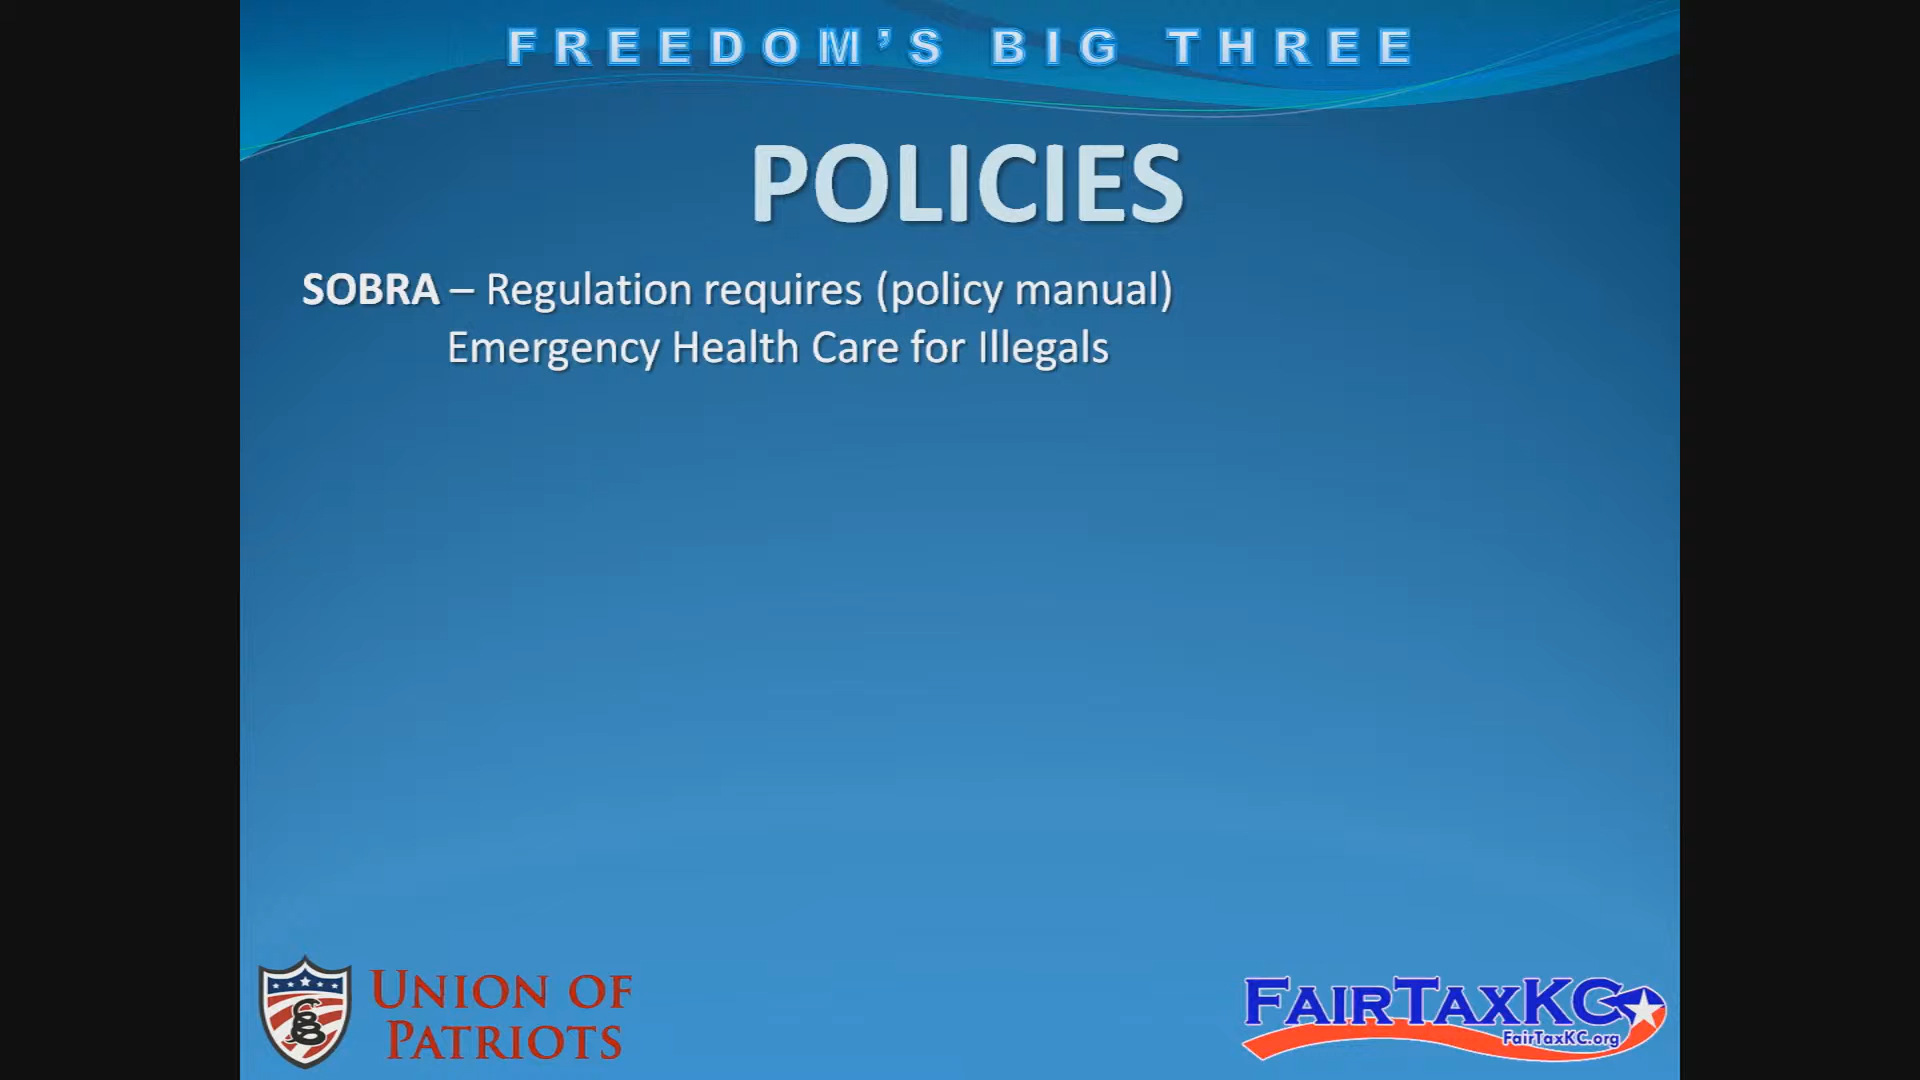 FREEDOM’S BIG THREE
POLICIES
SOBRA – Regulation requires (policy manual)
Emergency Health Care for Illegals
UNION OF
PATRIOTS
FAIRTAXKC
FairTaxKC.org